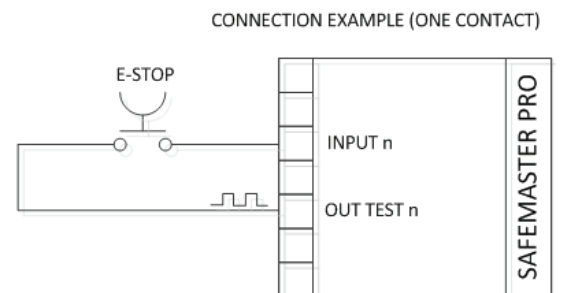 CONNECTION EXAMPLE (ONE CONTACT)
E-STOP
INPUT n
OUT TEST n
SAFEMASTER PRO